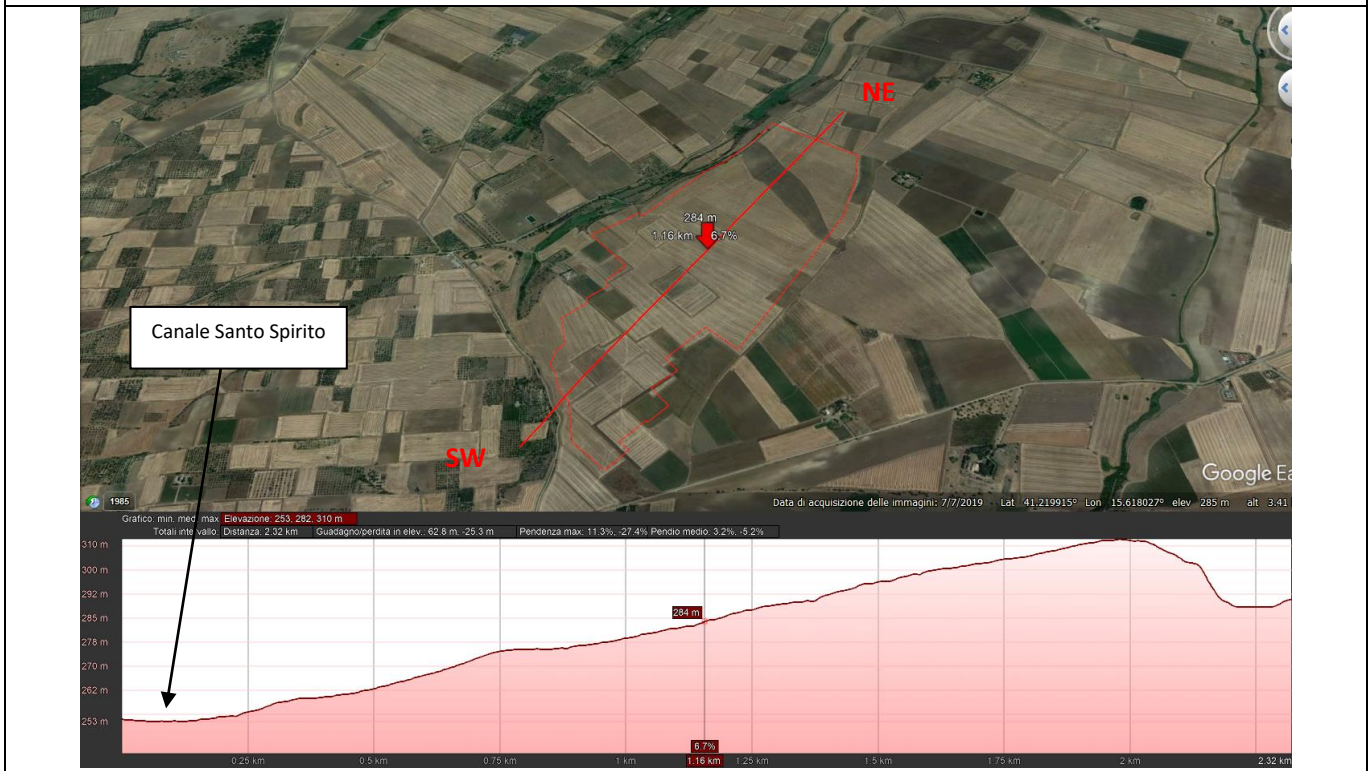 NE
284 m
1.16 km 6.7%
Canale Santo Spirito
SW
Google Ea
1985
Data di acquisizione delle immagini: 7/7/2019 Lat 41.219915° Lon 15.618027° elev 285 m alt 3.41
Grafico: min. med. max Elevazione: 253, 282, 310 m
Totali intervallo: Distanza: 2.32 km Guadagno/perdita in elev.: 62.8 m, -25.3 m Pendenza max: 11.3%, -27.4% Pendio medio: 3.2%, -5.2%
310 m
300 m
292 m
285 m
284 m
278 m
270 m
262 m
253 m
6.7%
0.25 km 0.5 km 0.75 km 1 km 1.16 km 1.25 km 1.5 km 1.75 km 2 km 2.32 km